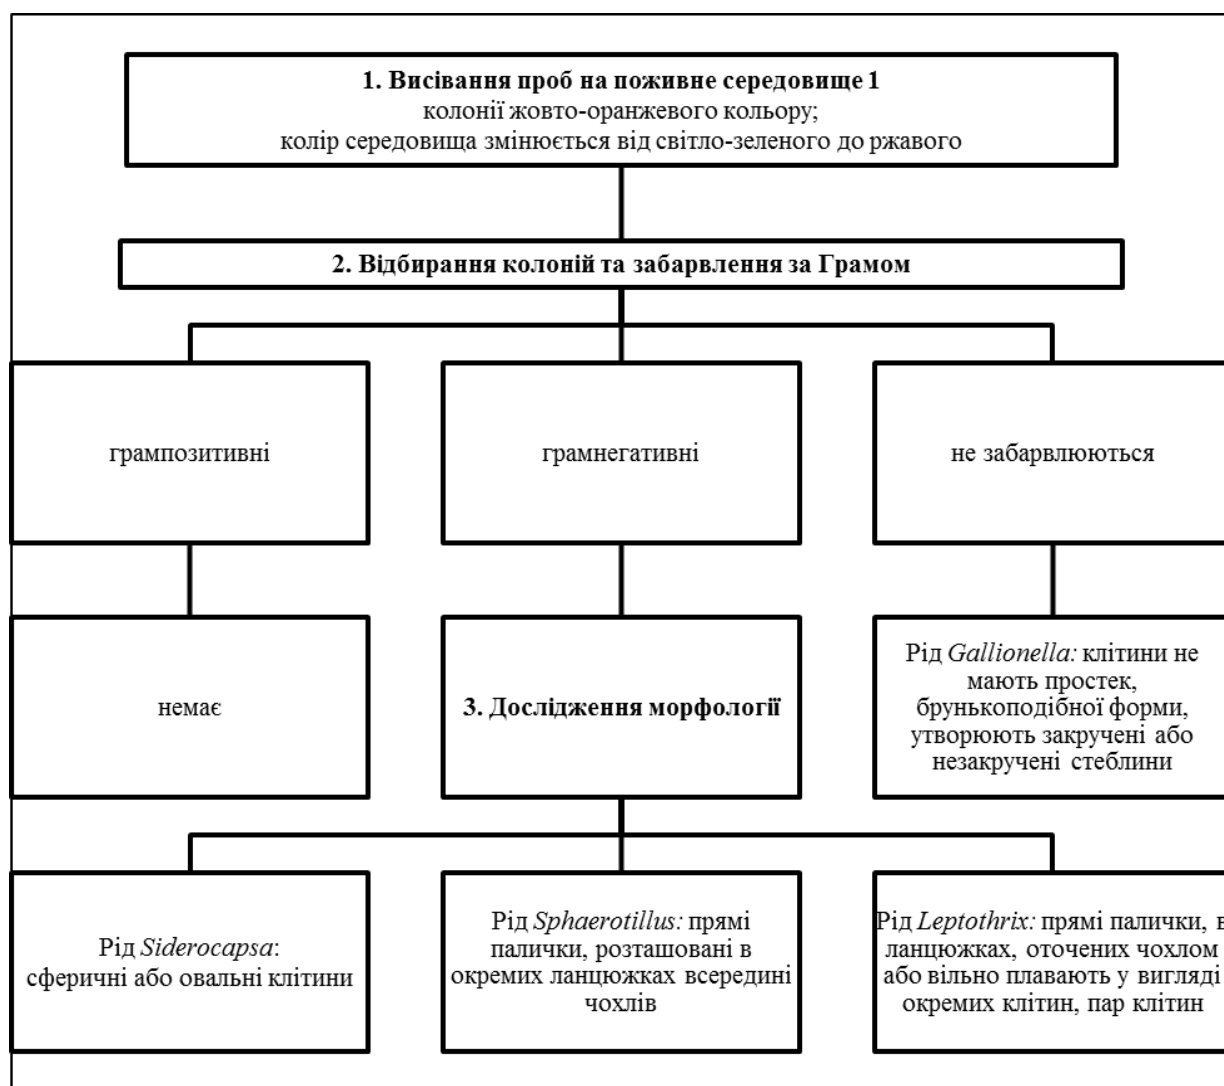 1. Висівання проб на поживне середовище 1
колонії жовто-оранжевого кольору;
колір середовища змінюється від світло-зеленого до ржавого
2. Відбирання колоній та забарвлення за Грамом
грампозитивні
грамнегативні
не забарвлюються
немає
3. Дослідження морфології
Рід Gallionella: клітини не
мають простек,
брунькоподібної форми,
утворюють закручені або
незакручені стеблини
Рід Siderocapsa:
сферичні або овальні клітини
Рід Sphaerotillus: прямі
палички, розташовані в
окремих ланцюжках всередині
чохлів
Рід Leptothrix: прямі палички, в
ланцюжках, оточених чохлом
або вільно плавають у вигляді
окремих клітин, пар клітин